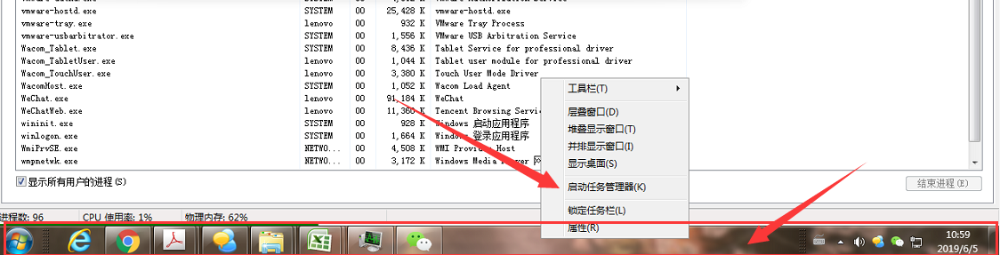 vmware-hostd.exe SYSTEM 00 25,428 K vmware-hostd.exe
vmware-tray.exe lenovo 00 932 K VMware Tray Process
vmware-usbarbitrator.exe SYSTEM 00 1,556 K VMware USB Arbitration Service
Wacom_Tablet.exe SYSTEM 00 8,436 K Tablet Service for professional driver
Wacom_TabletUser.exe lenovo 00 1,044 K Tablet user module for professional driver
Wacom_TouchUser.exe lenovo 00 3,380 K Touch User Mode Driver
WacomHost.exe SYSTEM 00 1,052 K Wacom Load Agent
WeChat.exe lenovo 00 91,184 K WeChat
WeChatWeb.exe lenovo 00 11,360 K Tencent Browsing Servi
wininit.exe SYSTEM 00 928 K Windows 启动应用程序
winlogon.exe SYSTEM 00 1,664 K Windows 登录应用程序
WmiPrvSE.exe NETWO... 00 4,508 K WMI Provider Host
wmpnetwk.exe NETWO... 00 3,172 K Windows Media Player 网
工具栏(T)
层叠窗口(D)
堆叠显示窗口(T)
并排显示窗口(I)
显示桌面(S)
启动任务管理器(K)
锁定任务栏(L)
属性(R)
显示所有用户的进程(S)
结束进程(E)
进程数: 96 CPU 使用率: 1% 物理内存: 62%
10:59
2019/6/5